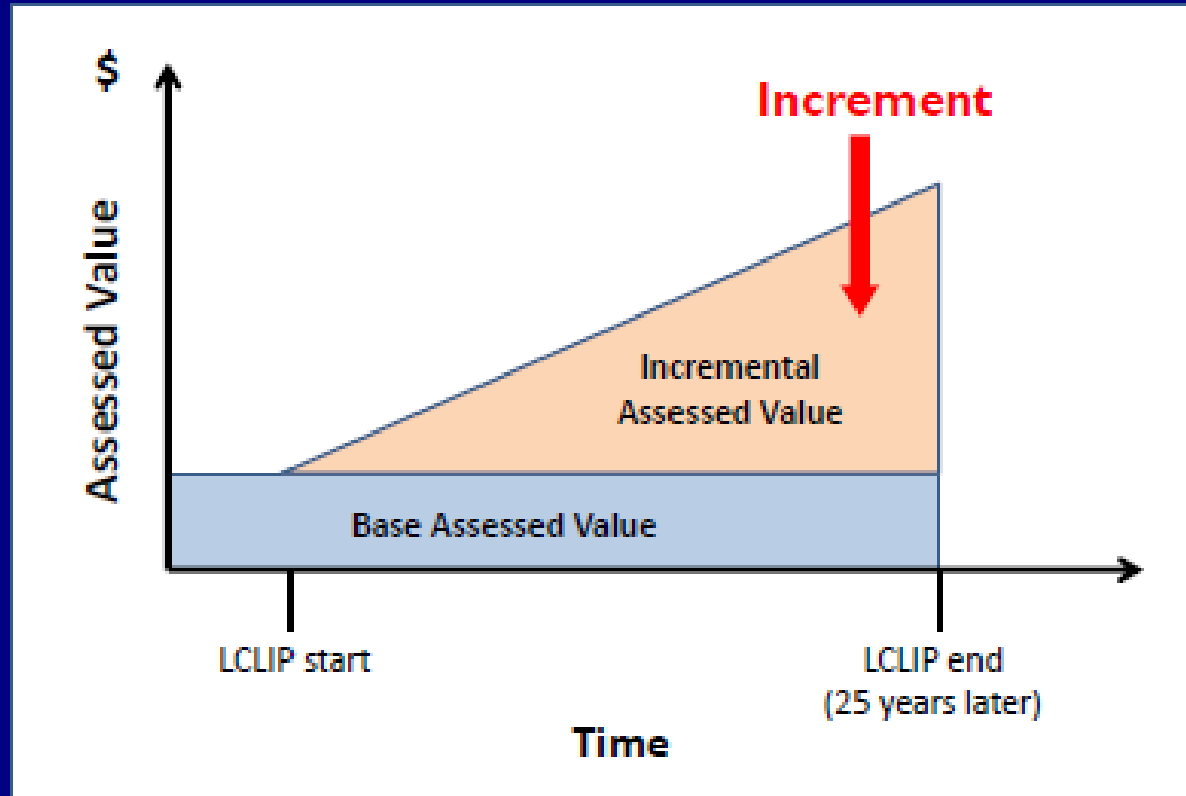 $
Assessed Value
Increment
Incremental
Assessed Value
Base Assessed Value
LCLIP start
LCLIP end
(25 years later)
Time